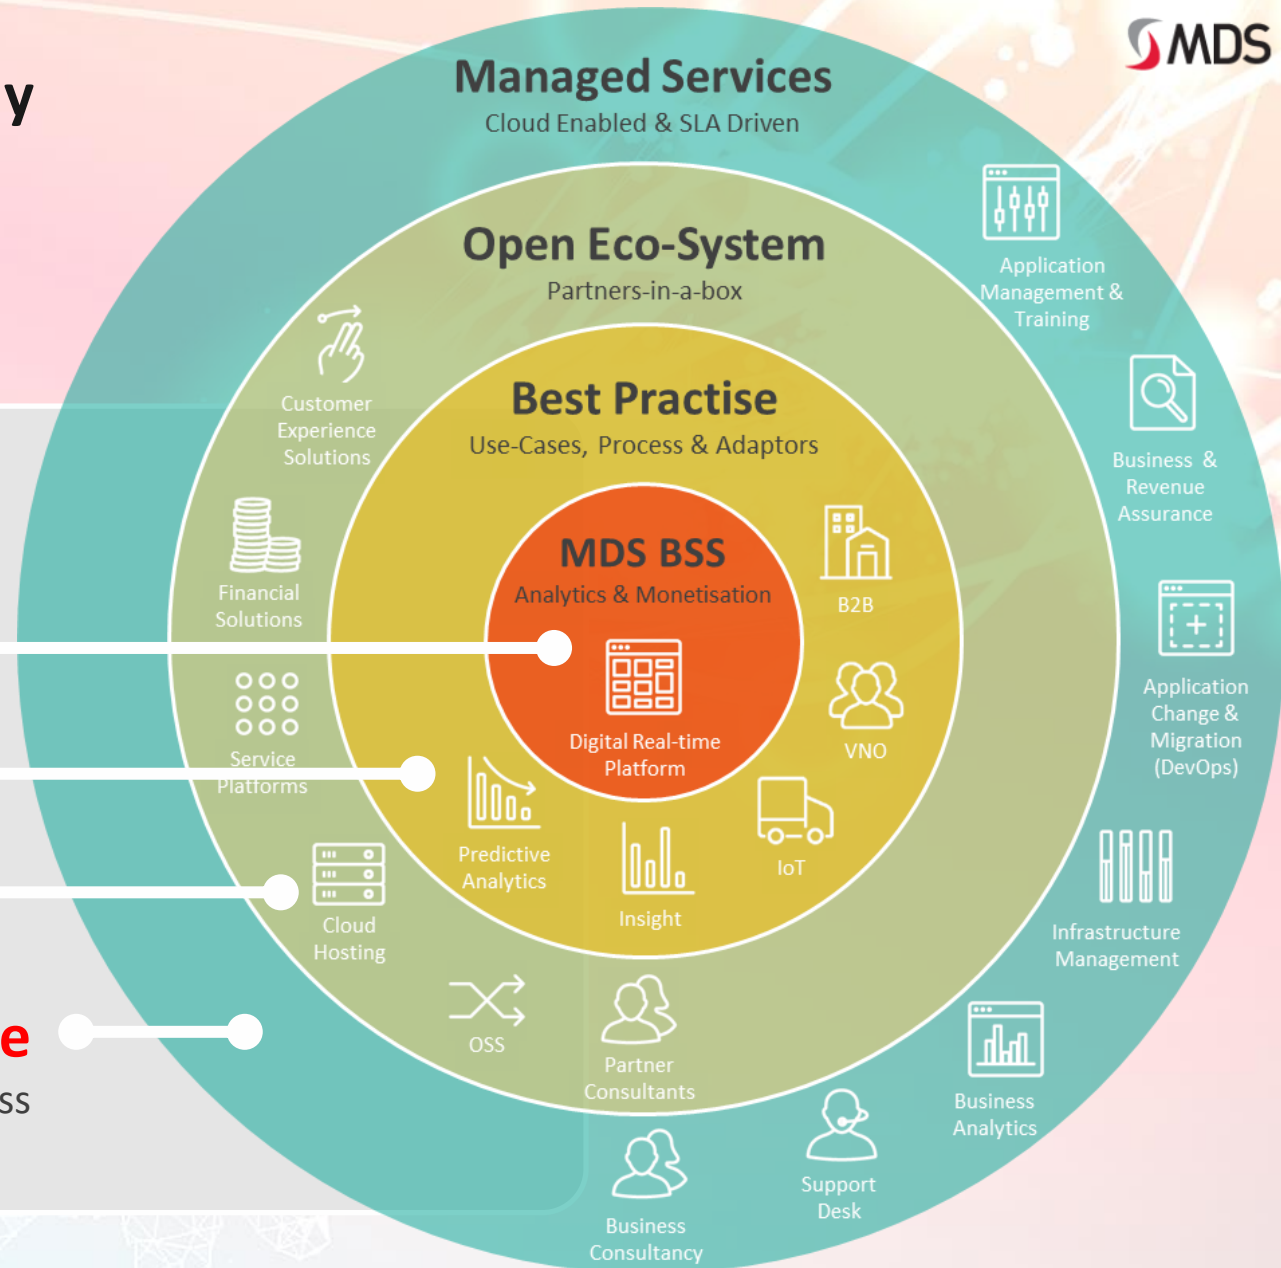 MDS
y
Managed Services
Cloud Enabled & SLA Driven
Open Eco-System
Partners-in-a-box
Best Practise
Use-Cases, Process & Adaptors
MDS BSS
Analytics & Monetisation
Digital Real-time
Platform
B2B
VNO
IoT
Insight
Predictive
Analytics
Customer
Experience
Solutions
Financial
Solutions
Service
Platforms
Cloud
Hosting
OSS
Partner
Consultants
Application
Management &
Training
Business &
Revenue
Assurance
Application
Change &
Migration
(DevOps)
Infrastructure
Management
Business
Analytics
Support
Desk
Business
Consultancy
e
ss